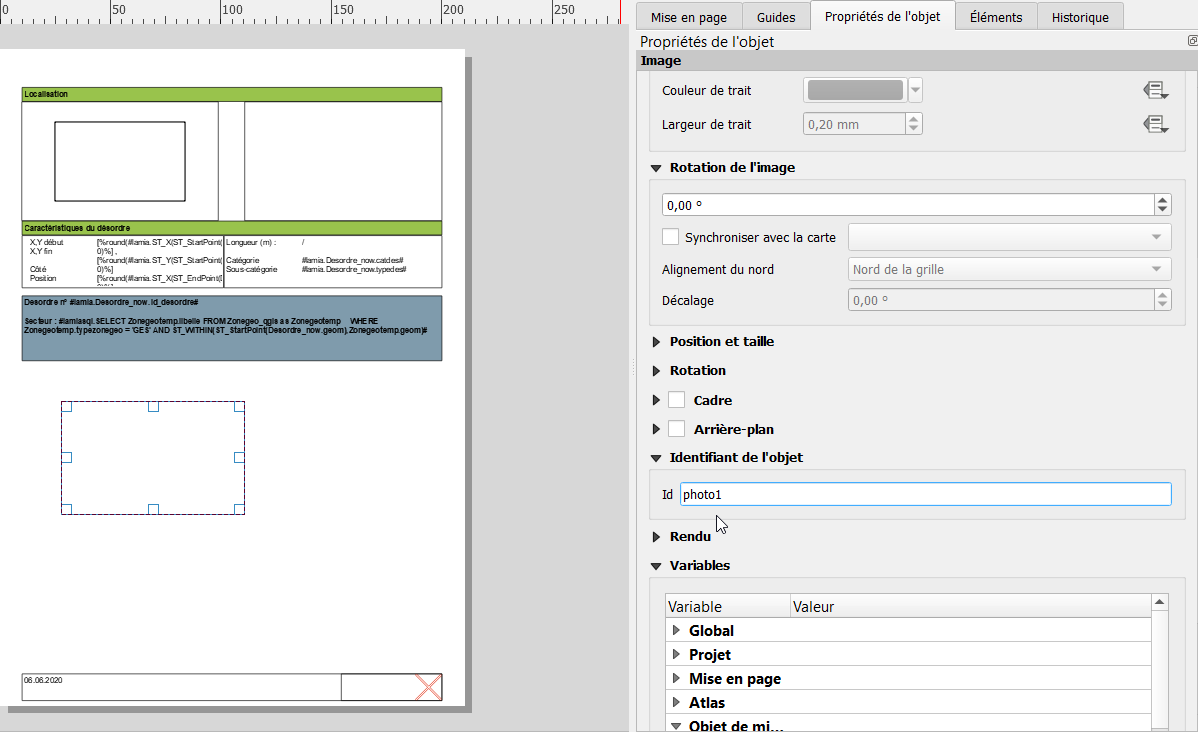 0 50 100 150 200 250
Localisation
Caractéristiques du désordre
X,Y début [%round(#lamia.ST_X(ST_StartPoint( Longueur (m) : /
X,Y fin 0)%] ,
[%round(#lamia.ST_Y(ST_StartPoint( Catégorie #lamia.Desordre_now.catdes#
Côté 0)%] Sous-catégorie #lamia.Desordre_now.typedes#
Position [%round(#lamia.ST_X(ST_EndPoint(
Desordre n° #lamia.Desordre_now.id_desordre#
Secteur : #lamiasql.SELECT Zonegeotemp.libelle FROM Zonegeo_qgis as Zonegeotemp WHERE
Zonegeotemp.typezonegeo = 'GES' AND ST_WITHIN(ST_StartPoint(Desordre_now.geom),Zonegeotemp.geom)#
06.06.2020
Mise en page Guides Propriétés de l'objet Éléments Historique
Propriétés de l'objet
Image
Couleur de trait
Largeur de trait 0,20 mm
Rotation de l'image
0,00 °
Synchroniser avec la carte
Alignement du nord Nord de la grille
Décalage 0,00 °
Position et taille
Rotation
Cadre
Arrière-plan
Identifiant de l'objet
Id photo1
Rendu
Variables
Variable Valeur
Global
Projet
Mise en page
Atlas
Objet de mi...